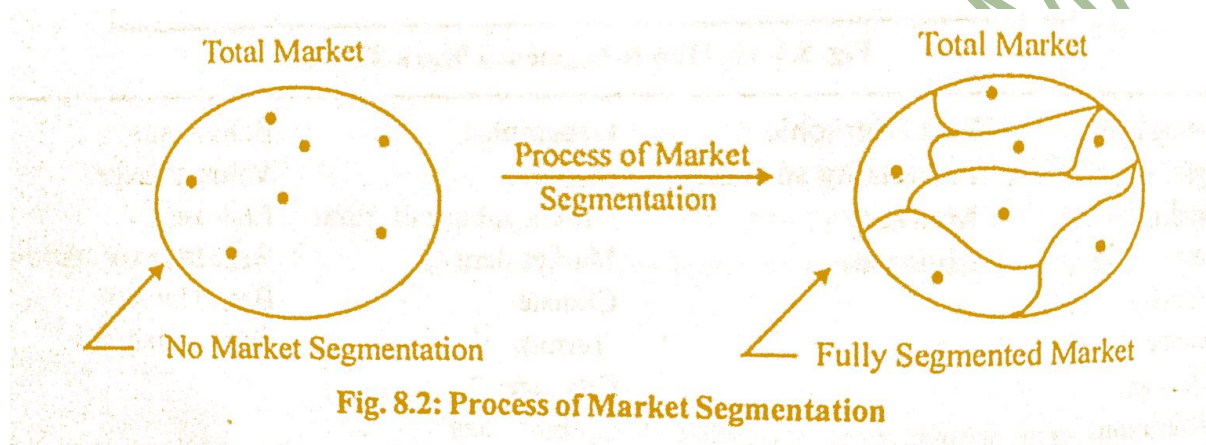 Total Market
Total Market
Process of Market
Segmentation
No Market Segmentation
Fully Segmented Market
Fig. 8.2: Process of Market Segmentation